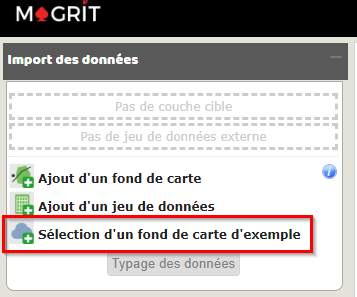 MAGRIT
Import des données
Pas de couche cible
Pas de jeu de données externe
Ajout d'un fond de carte
Ajout d'un jeu de données
Sélection d'un fond de carte d'exemple
Typage des données